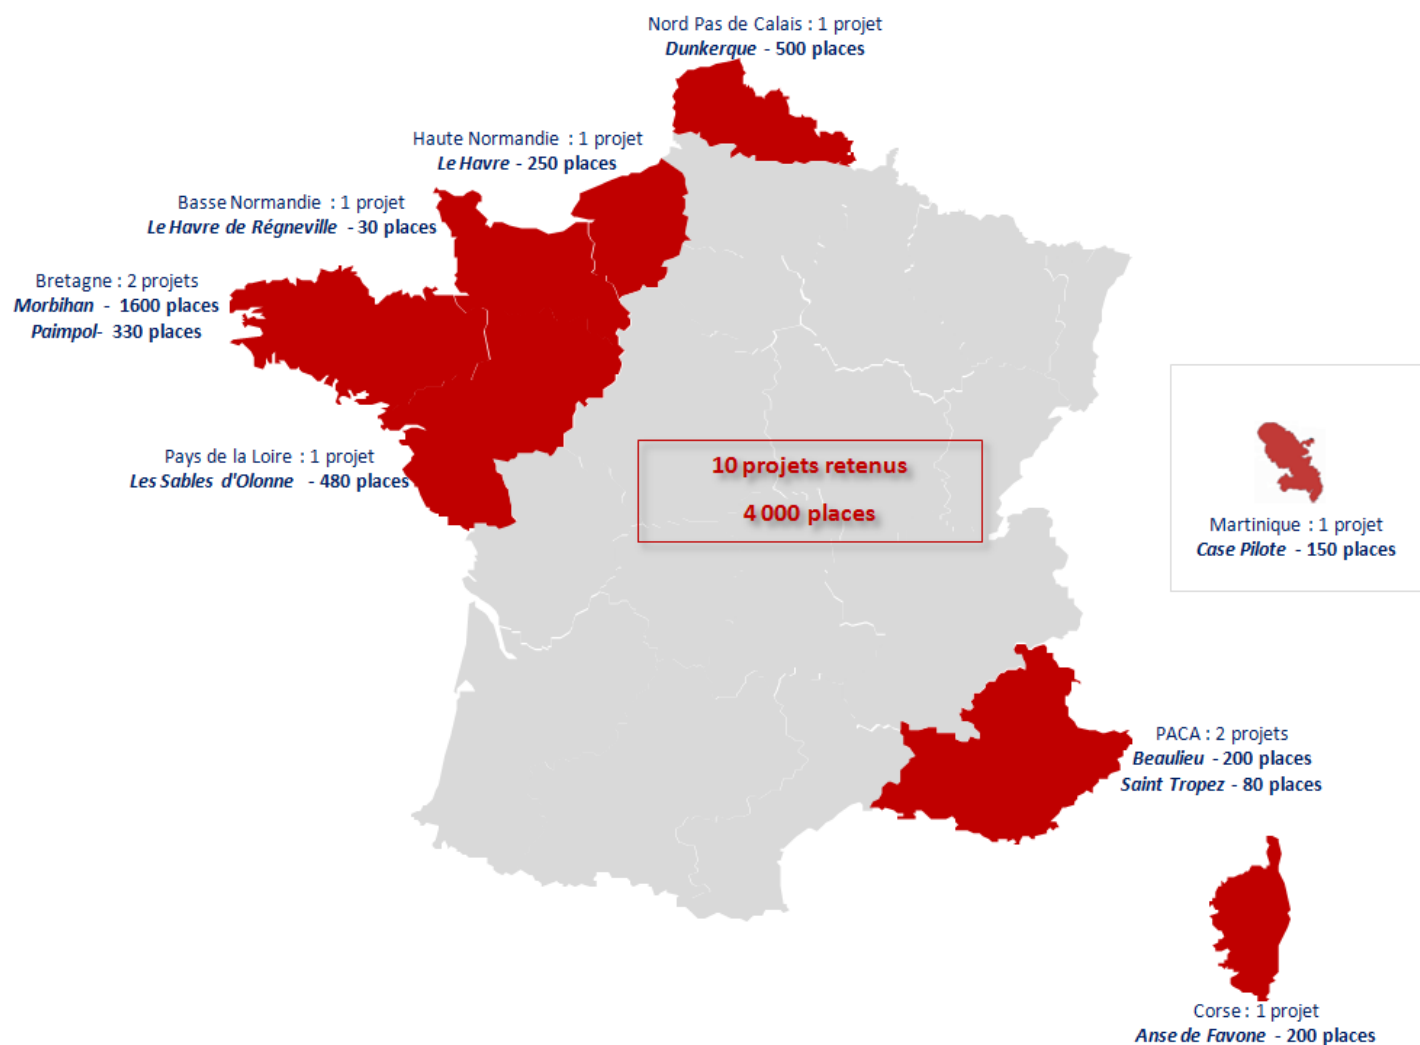 Nord Pas de Calais : 1 projet
Dunkerque - 500 places
Haute Normandie : 1 projet
Le Havre - 250 places
Basse Normandie : 1 projet
Le Havre de Régneville - 30 places
Bretagne : 2 projets
Morbihan - 1600 places
Paimpol- 330 places
Pays de la Loire : 1 projet
Les Sables d'Olonne - 480 places
10 projets retenus
4 000 places
Martinique : 1 projet
Case Pilote - 150 places
PACA : 2 projets
Beaulieu - 200 places
Saint Tropez - 80 places
Corse : 1 projet
Anse de Favone - 200 places